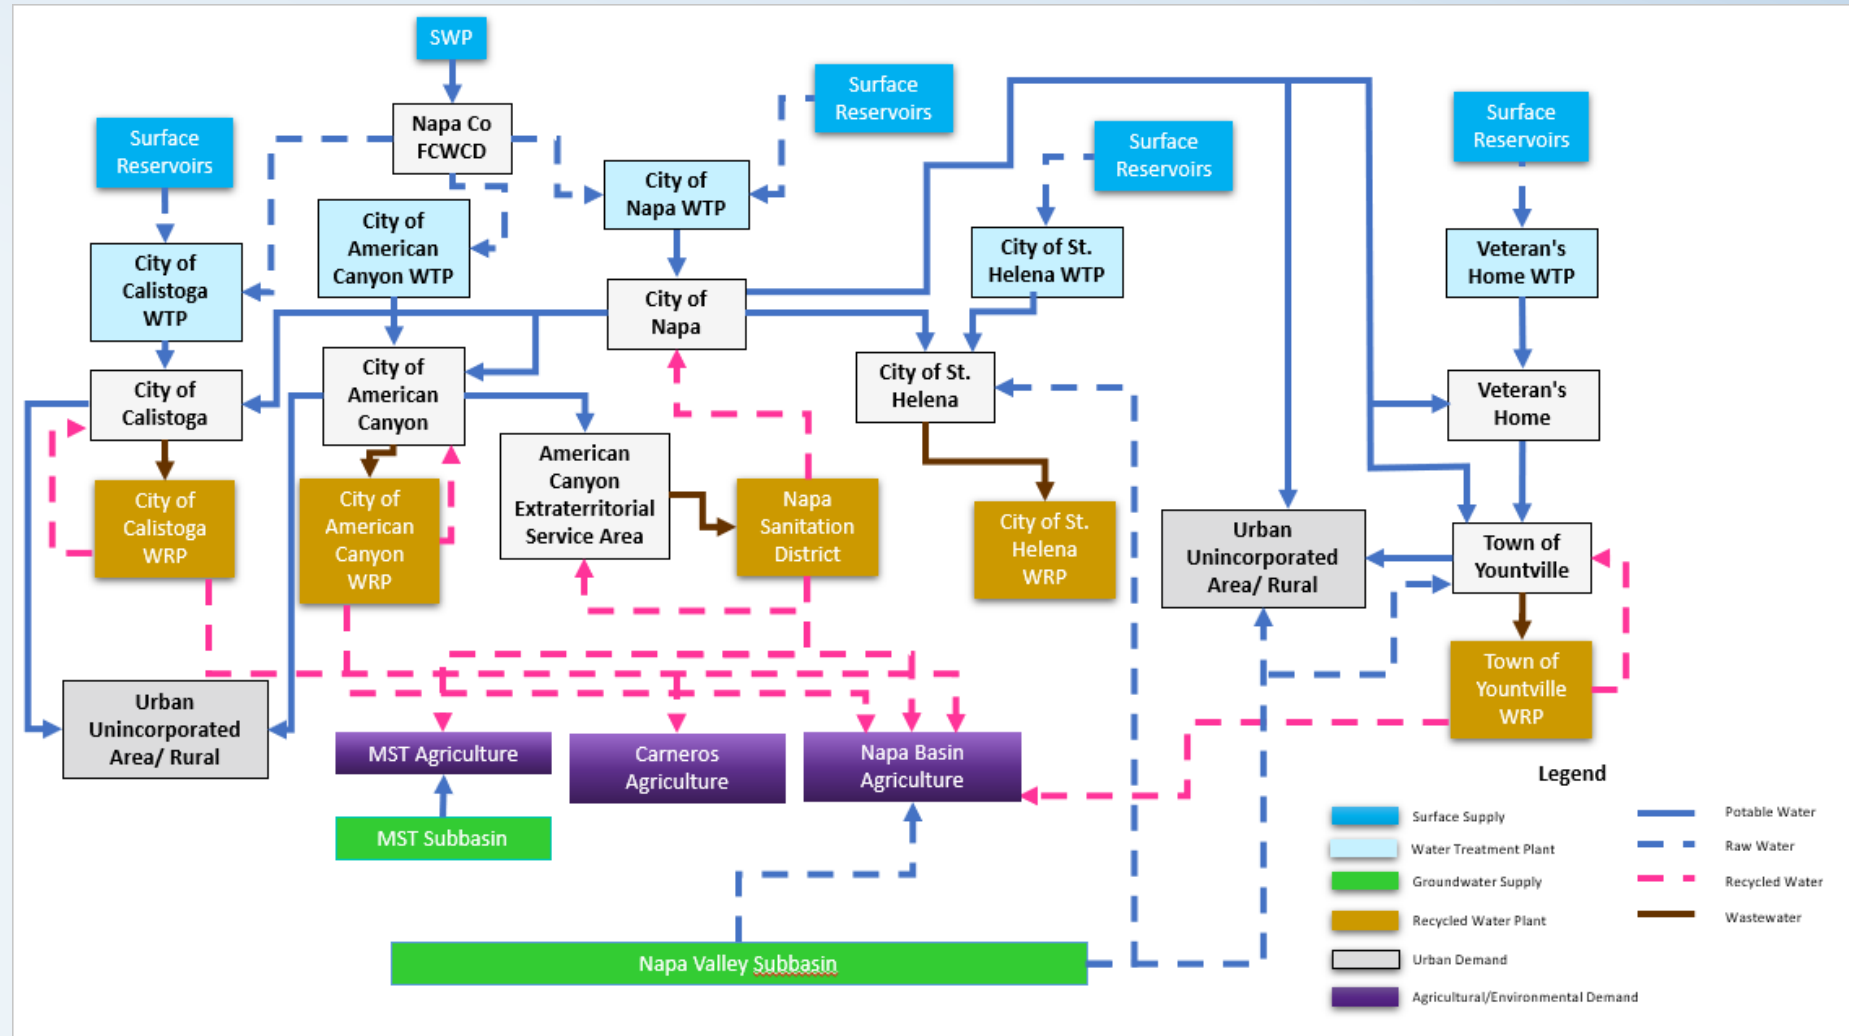 SWP
Napa Co
FCWCD
Surface
Reservoirs
Surface
Reservoirs
Surface
Reservoirs
Surface
Reservoirs
City of
Napa WTP
City of
American
Canyon WTP
City of
Calistoga
WTP
City of St.
Helena WTP
Veteran's
Home WTP
City of
Napa
City of
Calistoga
City of
American
Canyon
City of St.
Helena
Veteran's
Home
American
Canyon
Extraterritorial
Service Area
City of
Calistoga
WRP
City of
American
Canyon
WRP
Napa
Sanitation
District
City of St.
Helena
WRP
Urban
Unincorporated
Area/ Rural
Town of
Yountville
Town of
Yountville
WRP
Urban
Unincorporated
Area/ Rural
MST Agriculture
Carneros
Agriculture
Napa Basin
Agriculture
MST Subbasin
Napa Valley Subbasin
Legend
Surface Supply
Water Treatment Plant
Groundwater Supply
Recycled Water Plant
Urban Demand
Agricultural/Environmental Demand
Potable Water
Raw Water
Recycled Water
Wastewater